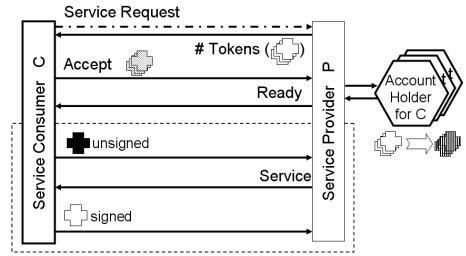 Service Request
# Tokens ( )
Accept
Ready
unsigned
Service
signed
Service Consumer C
Service Provider P
Account
Holder
for C
t t